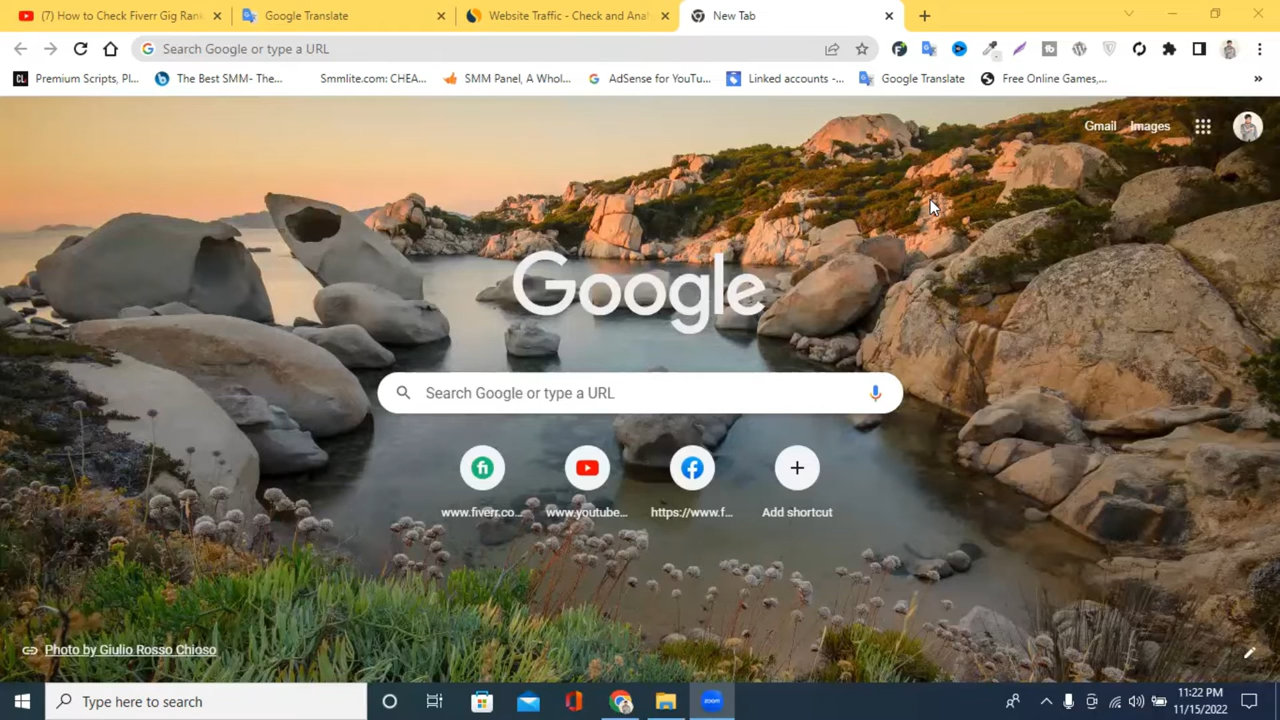 (7) How to Check Fiverr Gig Rank
Google Translate
Website Traffic - Check and Anal
New Tab
Search Google or type a URL
Premium Scripts, Pl...
The Best SMM- The...
Smmlite.com: CHEA...
SMM Panel, A Whol...
AdSense for YouTu...
Linked accounts -...
Google Translate
Free Online Games,...
»
Gmail
Images
Google
Search Google or type a URL
www.fiverr.co...
www.youtube...
https://www.f...
Add shortcut
Photo by Giulio Rosso Chioso
Type here to search
zoom
11:22 PM
11/15/2022